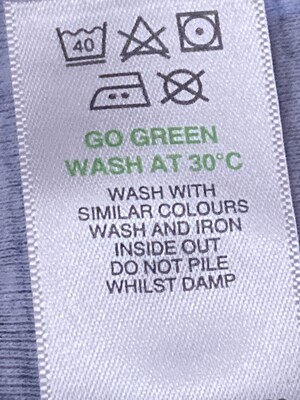 40
GO GREEN
WASH AT 30°C
WASH WITH
SIMILAR COLOURS
WASH AND IRON
INSIDE OUT
DO NOT PILE
WHILST DAMP